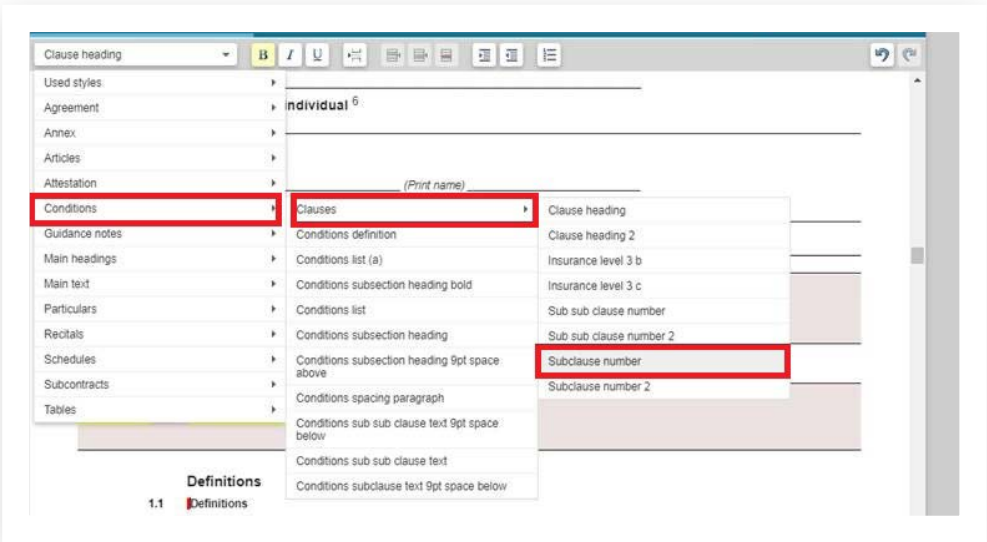 Clause heading
B I U
Used styles
Agreement
Annex
Articles
Attestation
Conditions
Guidance notes
Main headings
Main text
Particulars
Recitals
Schedules
Subcontracts
Tables
ndividual 6
(Print name)
Clauses
Conditions definition
Conditions list (a)
Conditions subsection heading bold
Conditions list
Conditions subsection heading
Conditions subsection heading 9pt space
above
Conditions spacing paragraph
Conditions sub sub clause text 9pt space
below
Conditions sub sub clause text
Conditions subclause text 9pt space below
Clause heading
Clause heading 2
Insurance level 3 b
Insurance level 3 c
Sub sub clause number
Sub sub clause number 2
Subclause number
Subclause number 2
Definitions
1.1 Definitions